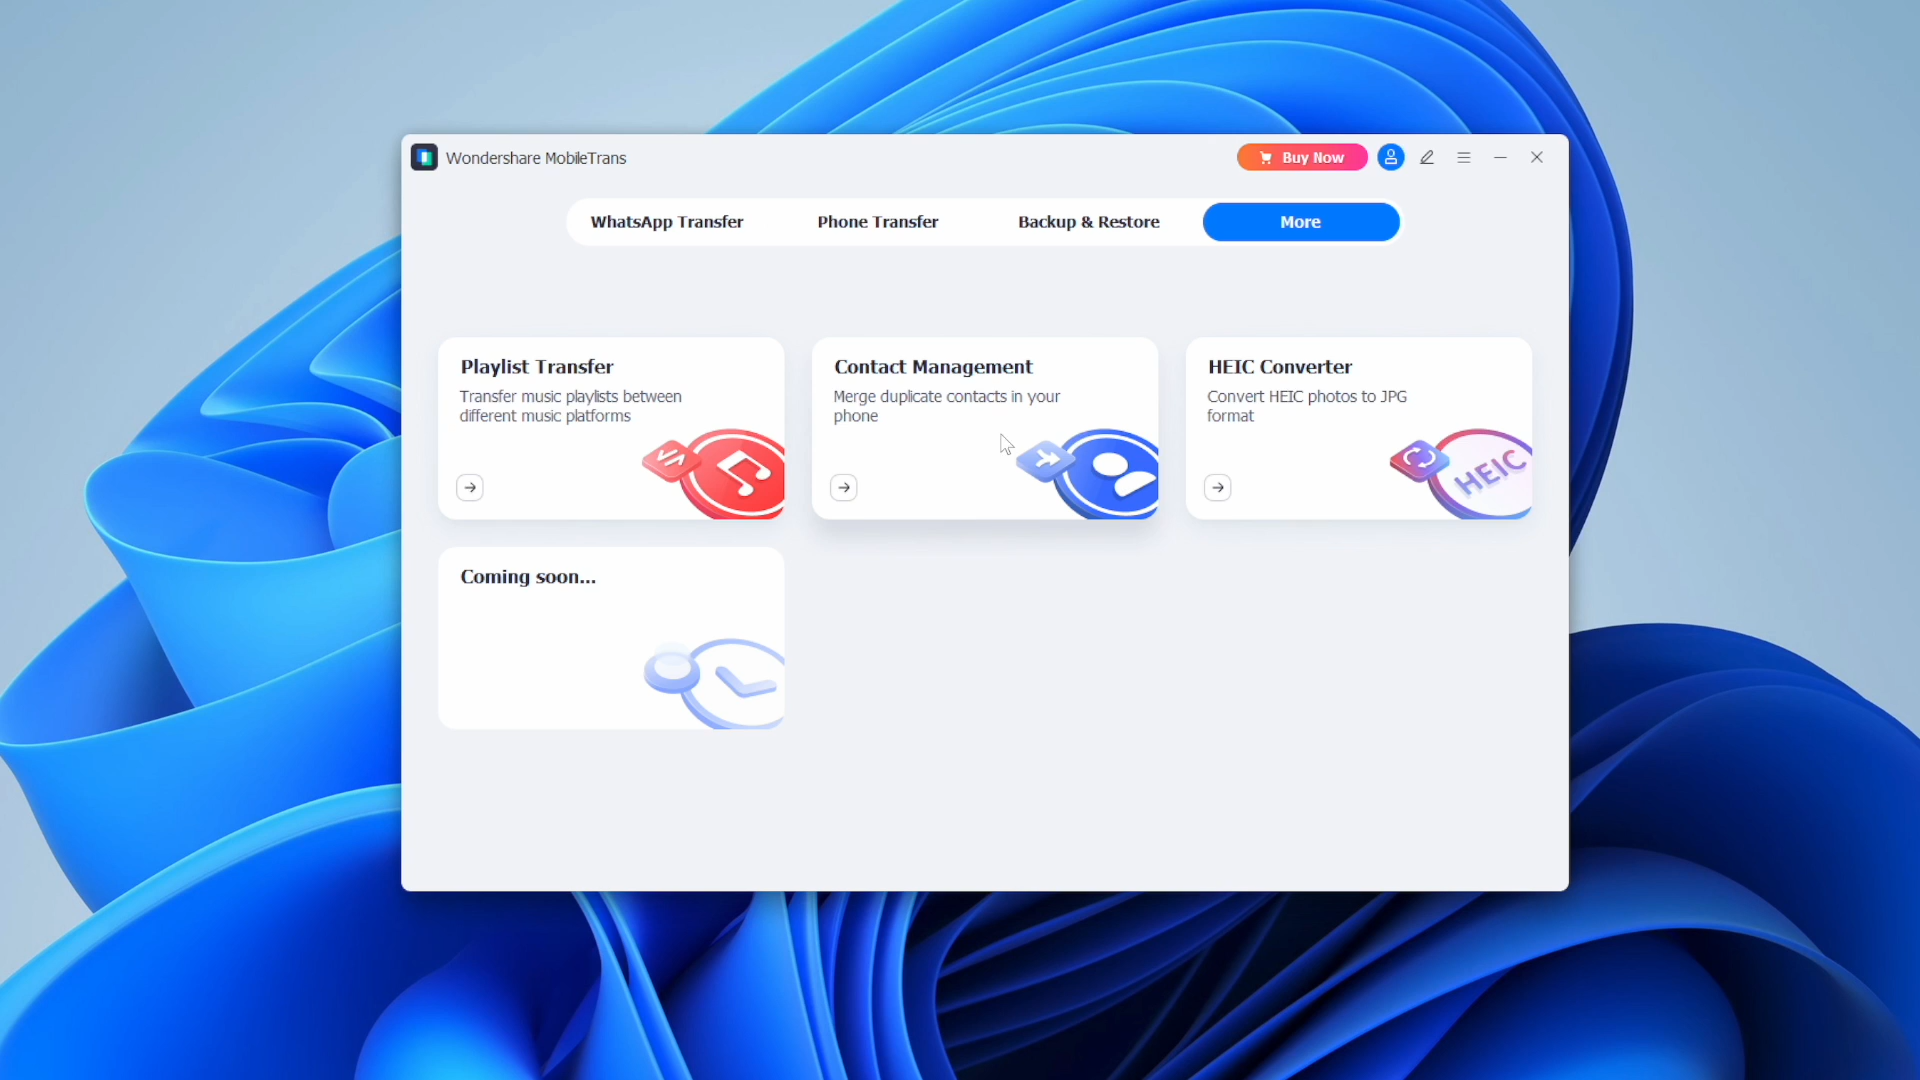 Wondershare MobileTrans
Buy Now
WhatsApp Transfer
Phone Transfer
Backup & Restore
More
Playlist Transfer
Transfer music playlists between
different music platforms
Contact Management
Merge duplicate contacts in your
phone
HEIC Converter
Convert HEIC photos to JPG
format
HEIC
Coming soon...